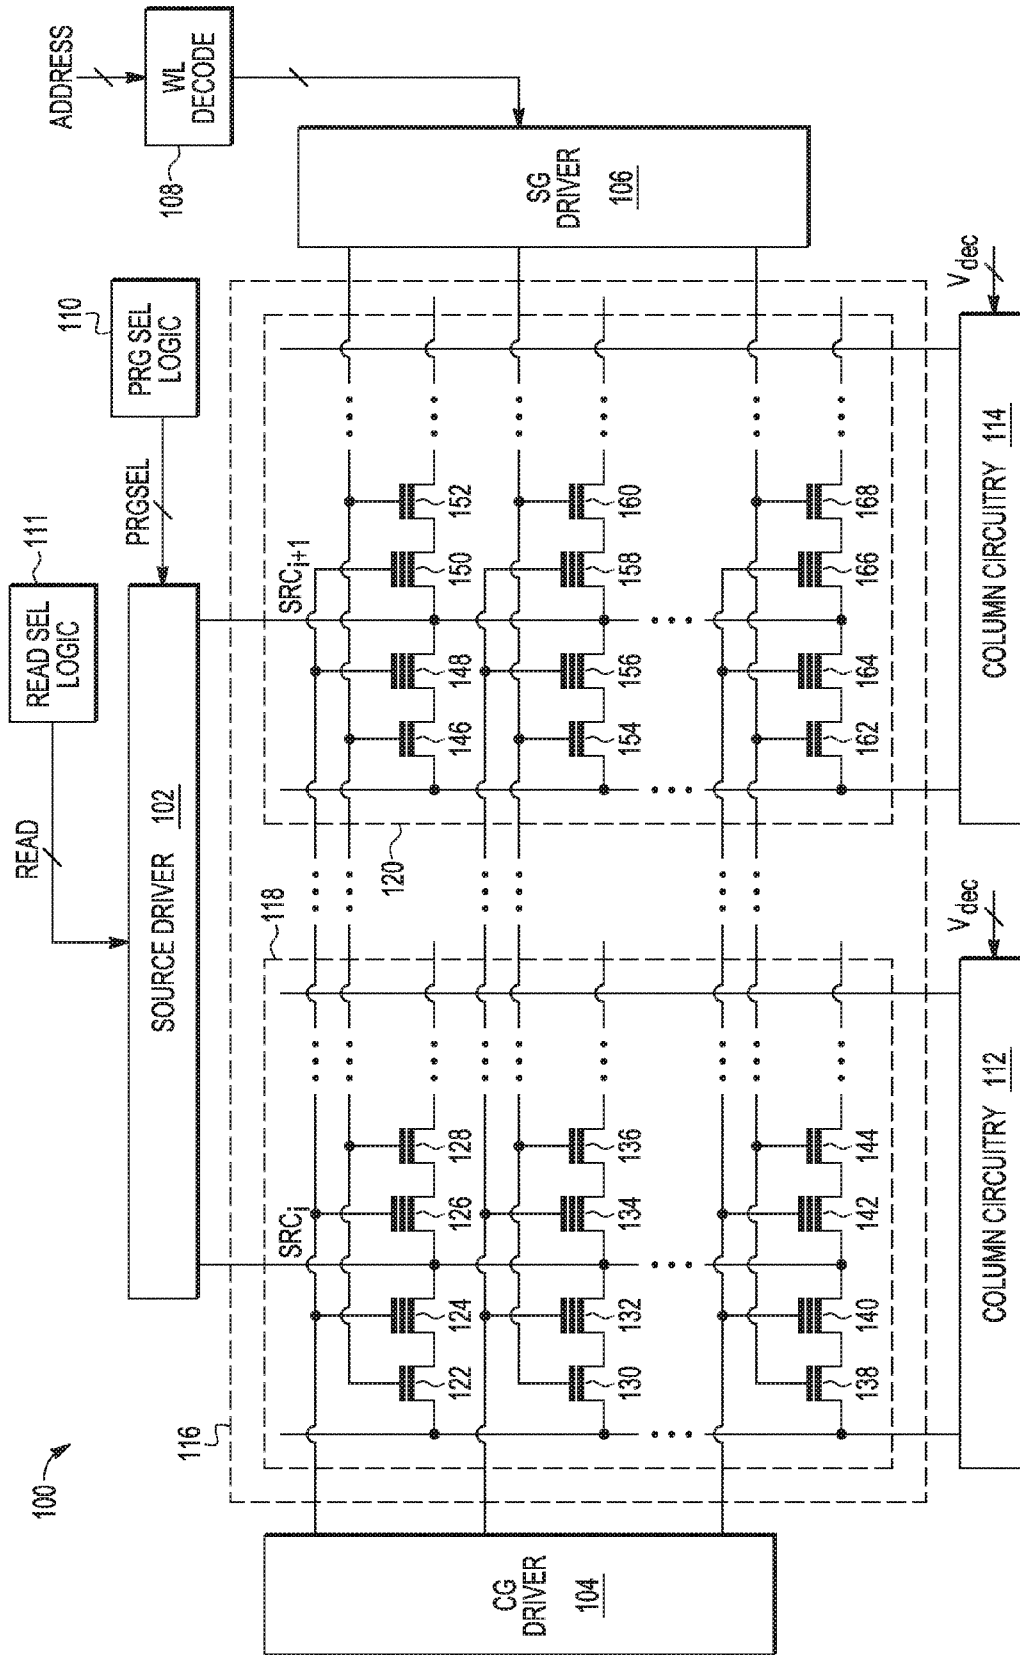 100
READ SEL
LOGIC
111
READ
PRG SEL
LOGIC
110
PRGSEL
ADDRESS
WL
DECODE
108
SOURCE DRIVER 102
SG
DRIVER
106
CG
DRIVER
104
116
118
120
SRCi
SRCi+1
122
124
126
128
146
148
150
152
130
132
134
136
154
156
158
160
138
140
142
144
162
164
166
168
COLUMN CIRCUITRY 112
Vdec
COLUMN CIRCUITRY 114
Vdec